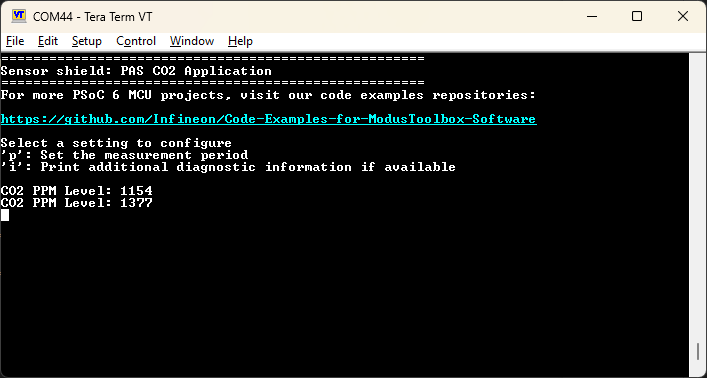 COM44 - Tera Term VT
File Edit Setup Control Window Help
=====================================================
Sensor shield: PAS CO2 Application
=====================================================
For more PSoC 6 MCU projects, visit our code examples repositories:
https://github.com/Infineon/Code-Examples-for-ModusToolbox-Software
Select a setting to configure
'p': Set the measurement period
'i': Print additional diagnostic information if available
CO2 PPM Level: 1154
CO2 PPM Level: 1377